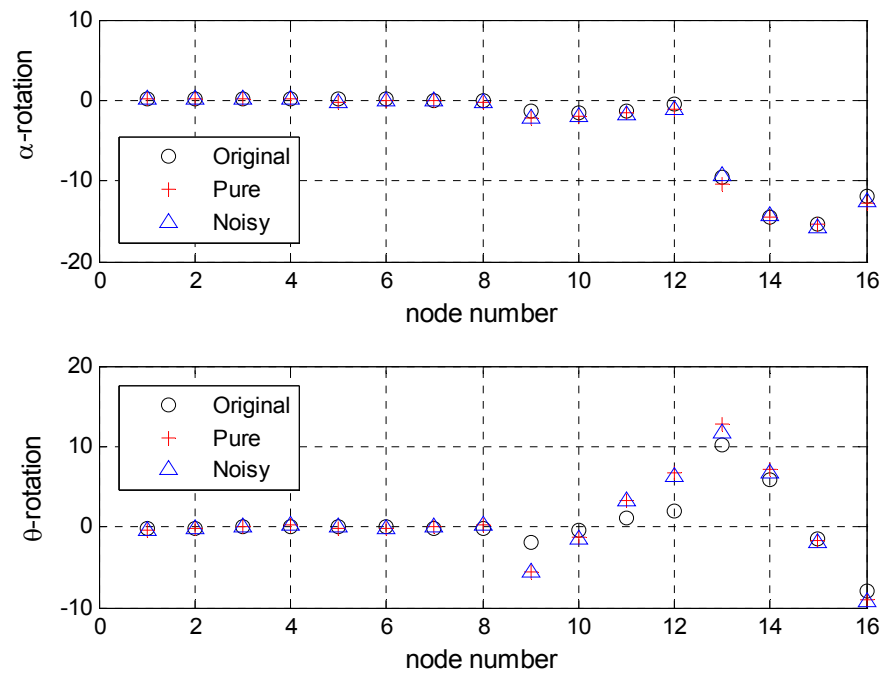 10
0
-10
-20
α-rotation
Original
Pure
Noisy
0 2 4 6 8 10 12 14 16
node number
20
10
0
-10
θ-rotation
Original
Pure
Noisy
0 2 4 6 8 10 12 14 16
node number